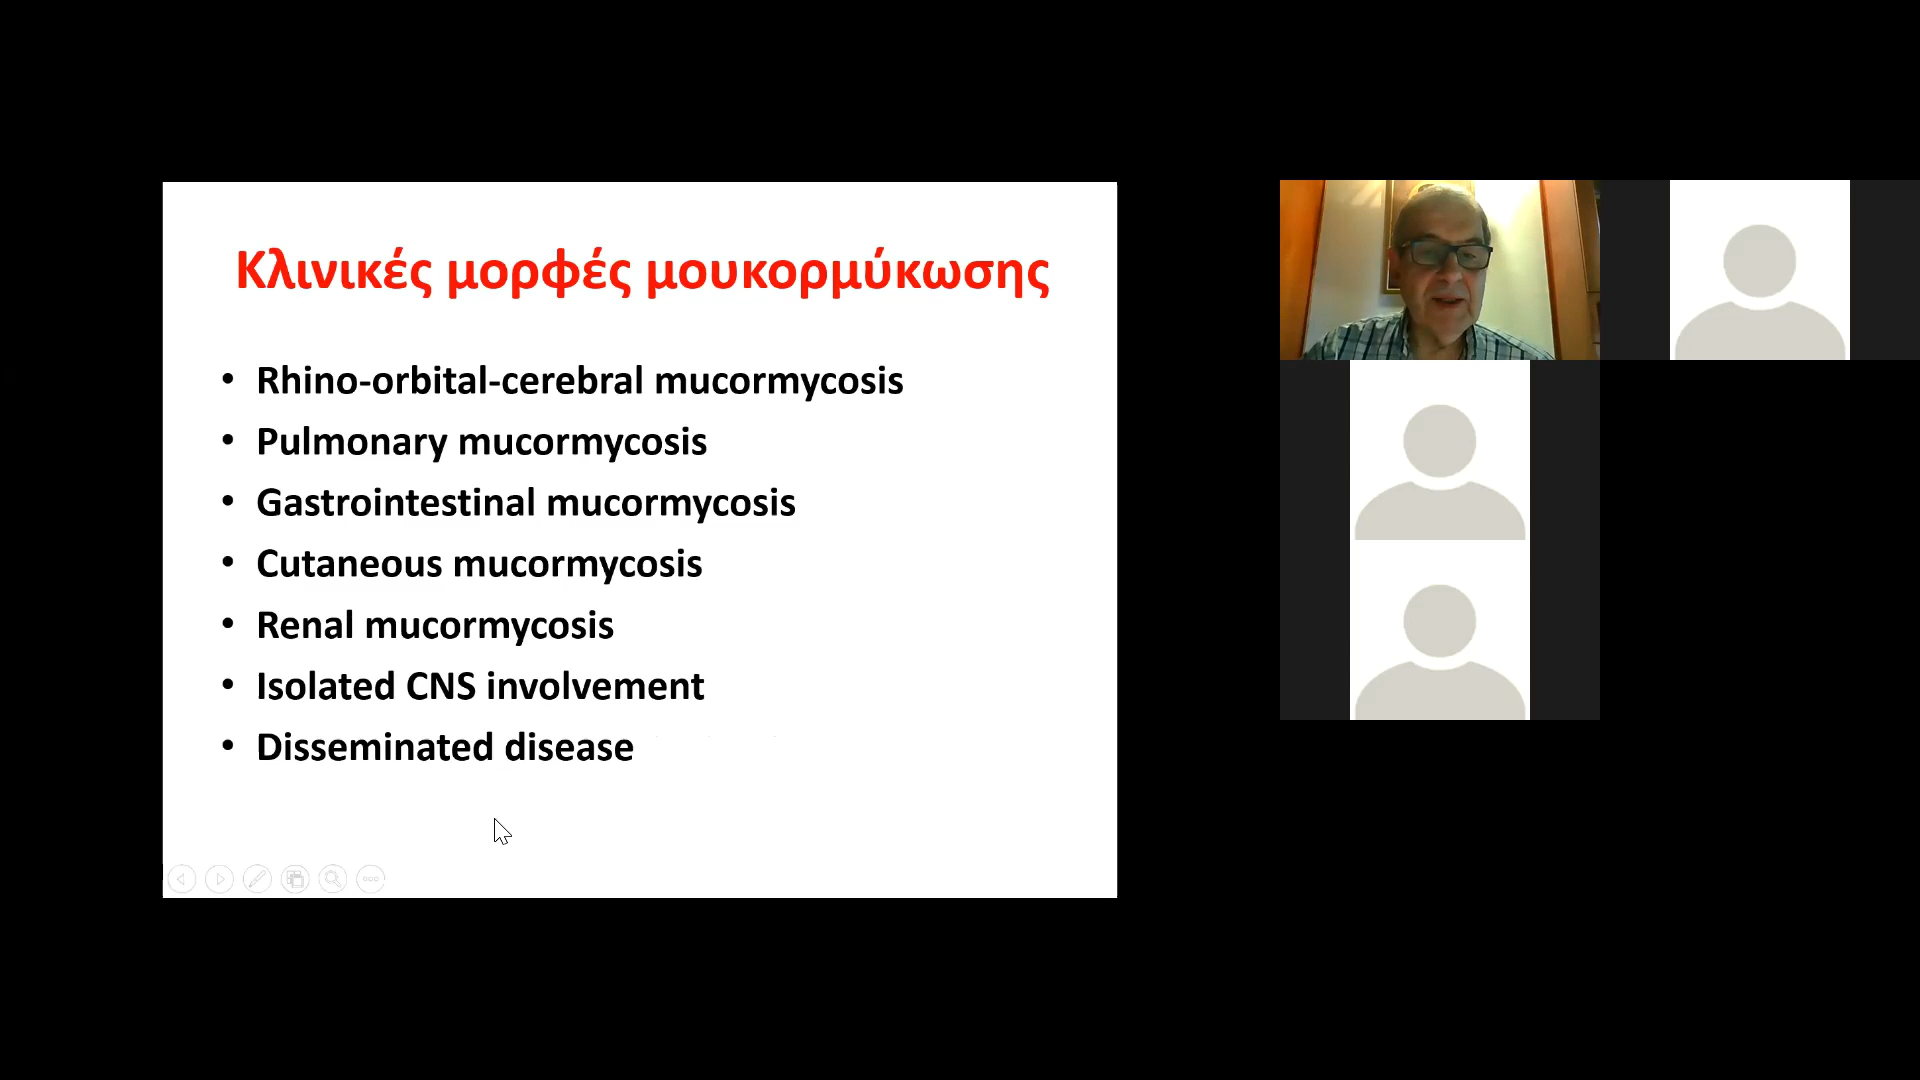 Κλινικές μορφές μουκορμύκωσης
• Rhino-orbital-cerebral mucormycosis
• Pulmonary mucormycosis
• Gastrointestinal mucormycosis
• Cutaneous mucormycosis
• Renal mucormycosis
• Isolated CNS involvement
• Disseminated disease